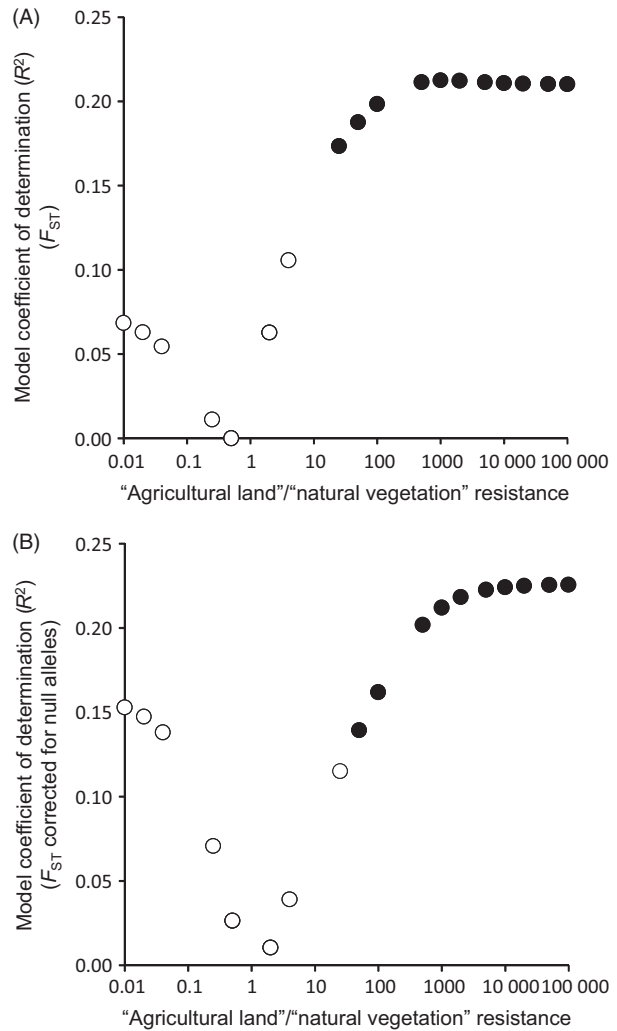 (A)
0.25
0.20
0.15
0.10
0.05
0.00
Model coefficient of determination (R²)
(F_ST)
0.01 0.1 1 10 100 1000 10 000 100 000
“Agricultural land”/“natural vegetation” resistance
(B)
0.25
0.20
0.15
0.10
0.05
0.00
Model coefficient of determination (R²)
(F_ST corrected for null alleles)
0.01 0.1 1 10 100 1000 10 000 100 000
“Agricultural land”/“natural vegetation” resistance